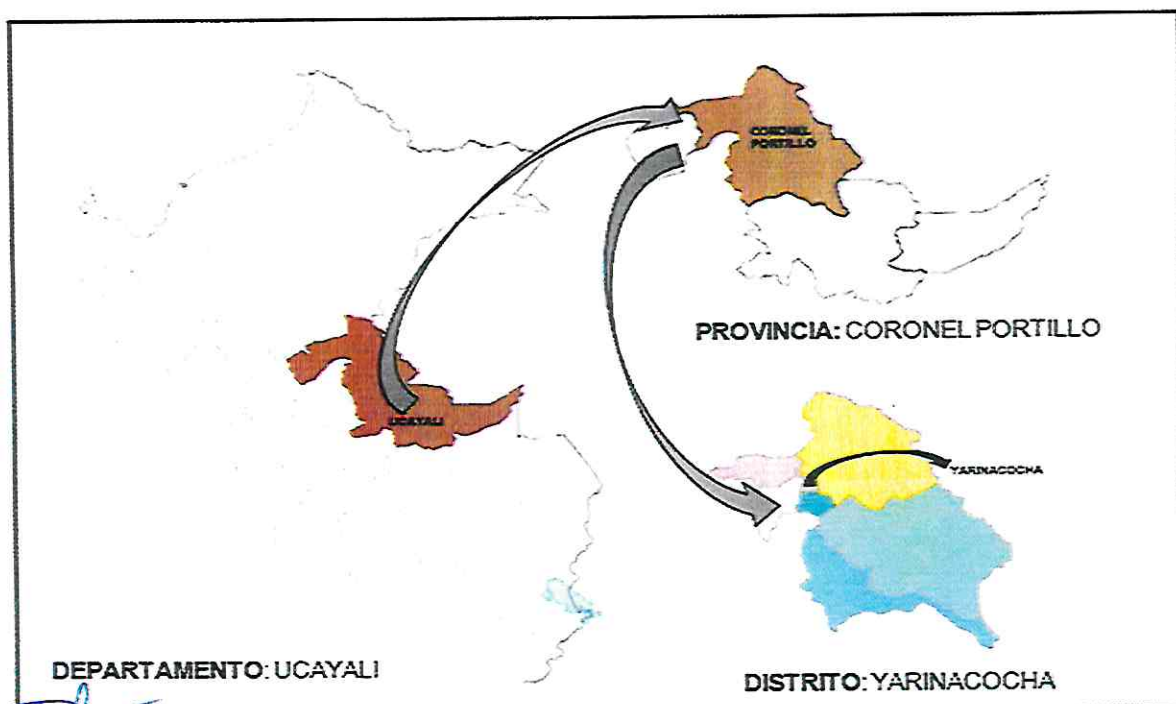 CORONEL
PORTILLO
PROVINCIA: CORONEL PORTILLO
UCAYALI
YARINACOCHA
DEPARTAMENTO: UCAYALI
DISTRITO: YARINACOCHA